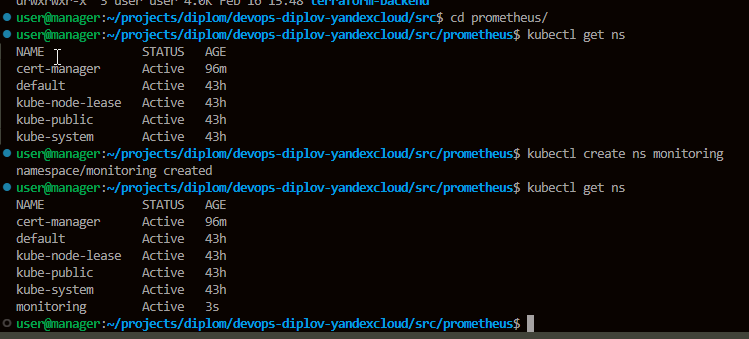 drwxrwxr-x 3 user user 4.0K Feb 16 15:48 terraform-backend
user@manager:~/projects/diplom/devops-diplov-yandexcloud/src$ cd prometheus/
user@manager:~/projects/diplom/devops-diplov-yandexcloud/src/prometheus$ kubectl get ns
NAME STATUS AGE
cert-manager Active 96m
default Active 43h
kube-node-lease Active 43h
kube-public Active 43h
kube-system Active 43h
user@manager:~/projects/diplom/devops-diplov-yandexcloud/src/prometheus$ kubectl create ns monitoring
namespace/monitoring created
user@manager:~/projects/diplom/devops-diplov-yandexcloud/src/prometheus$ kubectl get ns
NAME STATUS AGE
cert-manager Active 96m
default Active 43h
kube-node-lease Active 43h
kube-public Active 43h
kube-system Active 43h
monitoring Active 3s
user@manager:~/projects/diplom/devops-diplov-yandexcloud/src/prometheus$